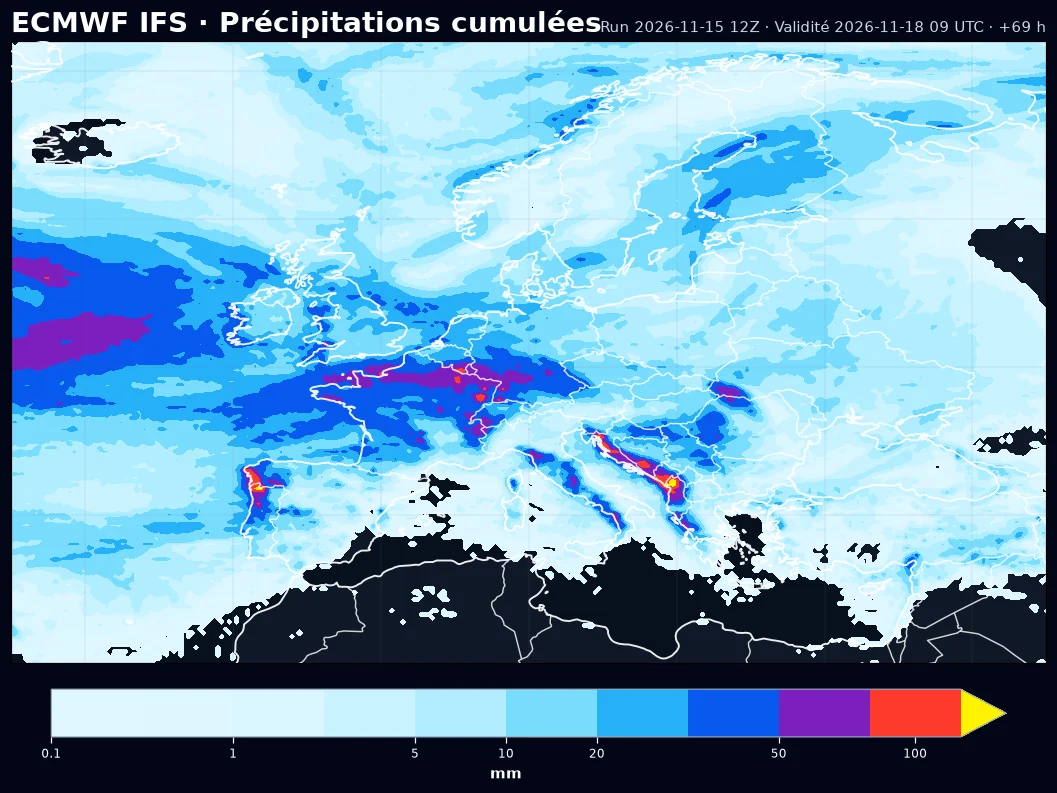 ECMWF IFS · Précipitations cumulées
Run 2026-11-15 12Z · Validité 2026-11-18 09 UTC · +69 h
0.1 1 5 10 20 50 100
mm